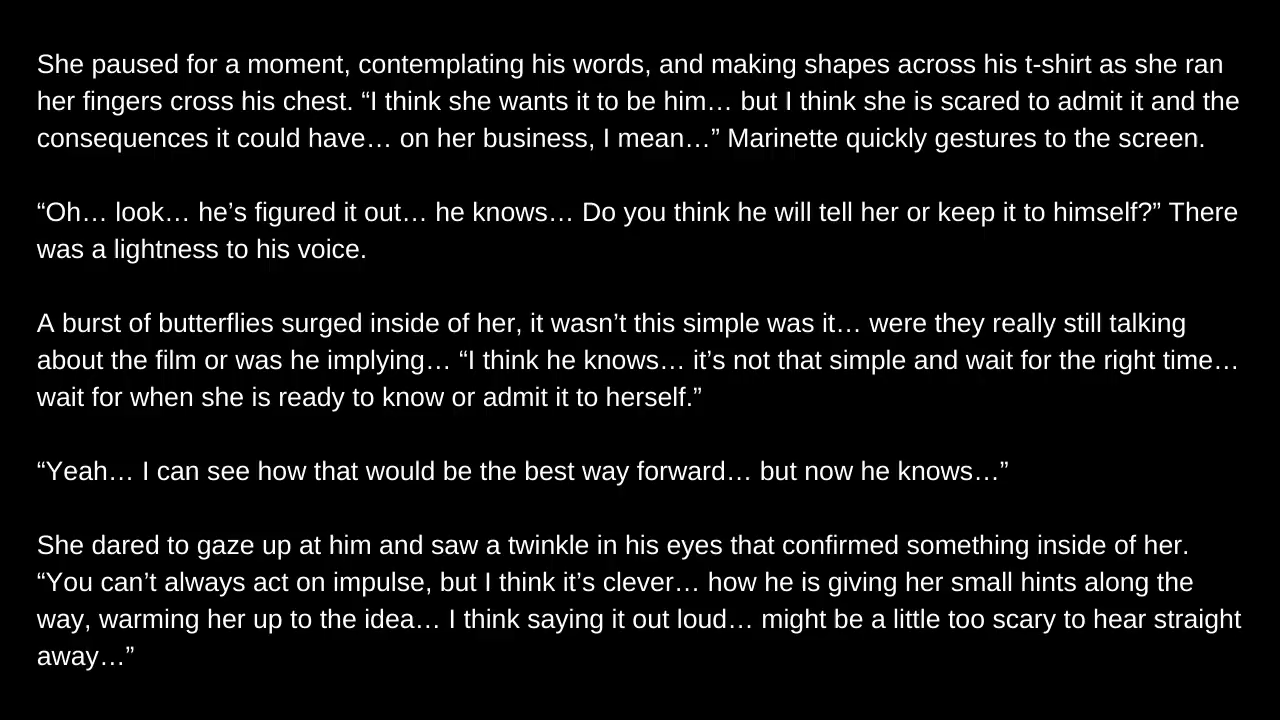 She paused for a moment, contemplating his words, and making shapes across his t-shirt as she ran
her fingers cross his chest. “I think she wants it to be him… but I think she is scared to admit it and the
consequences it could have… on her business, I mean…” Marinette quickly gestures to the screen.
“Oh… look… he’s figured it out… he knows… Do you think he will tell her or keep it to himself?” There
was a lightness to his voice.
A burst of butterflies surged inside of her, it wasn’t this simple was it… were they really still talking
about the film or was he implying… “I think he knows… it’s not that simple and wait for the right time…
wait for when she is ready to know or admit it to herself.”
“Yeah… I can see how that would be the best way forward… but now he knows…”
She dared to gaze up at him and saw a twinkle in his eyes that confirmed something inside of her.
“You can’t always act on impulse, but I think it’s clever… how he is giving her small hints along the
way, warming her up to the idea… I think saying it out loud… might be a little too scary to hear straight
away…”